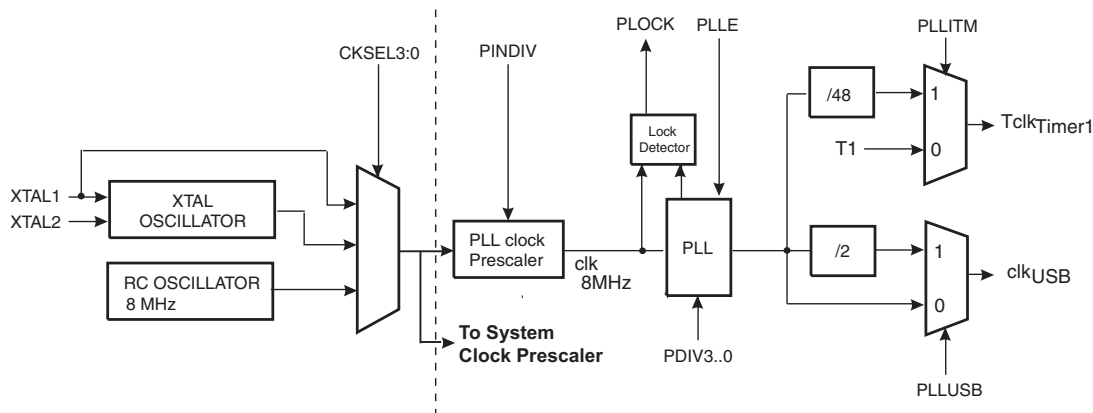 CKSEL3:0
PINDIV
PLOCK
PLLE
PLLITM
/48
1
TclkTimer1
Lock
Detector
T1
0
XTAL1
XTAL2
XTAL
OSCILLATOR
PLL clock
Prescaler
clk
8MHz
PLL
/2
1
clkUSB
0
RC OSCILLATOR
8 MHz
To System
Clock Prescaler
PDIV3..0
PLLUSB